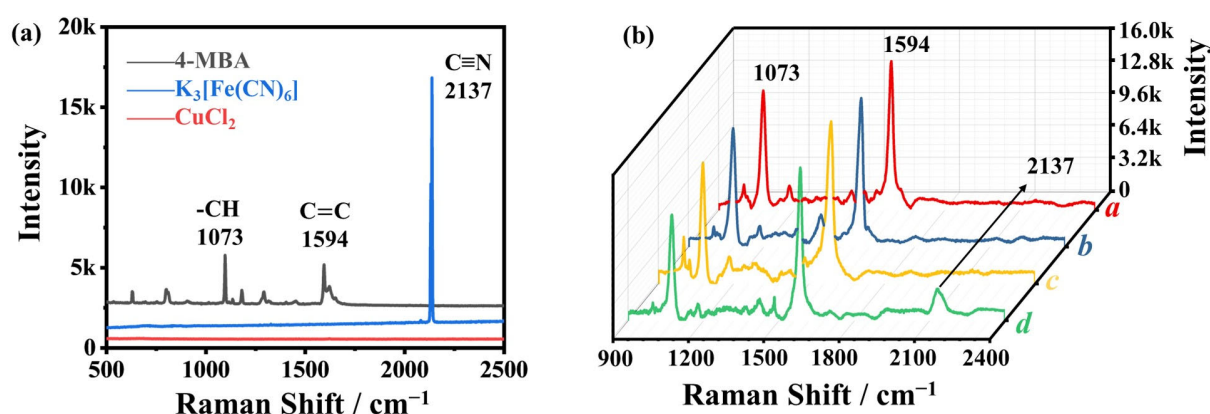 (a)
20k
15k
10k
5k
0
Intensity
4-MBA
K₃[Fe(CN)₆]
CuCl₂
C≡N
2137
-CH
1073
C=C
1594
500 1000 1500 2000 2500
Raman Shift / cm⁻¹
(b)
16.0k
12.8k
9.6k
6.4k
3.2k
0
Intensity
1594
1073
2137
a
b
c
d
900 1200 1500 1800 2100 2400
Raman Shift / cm⁻¹